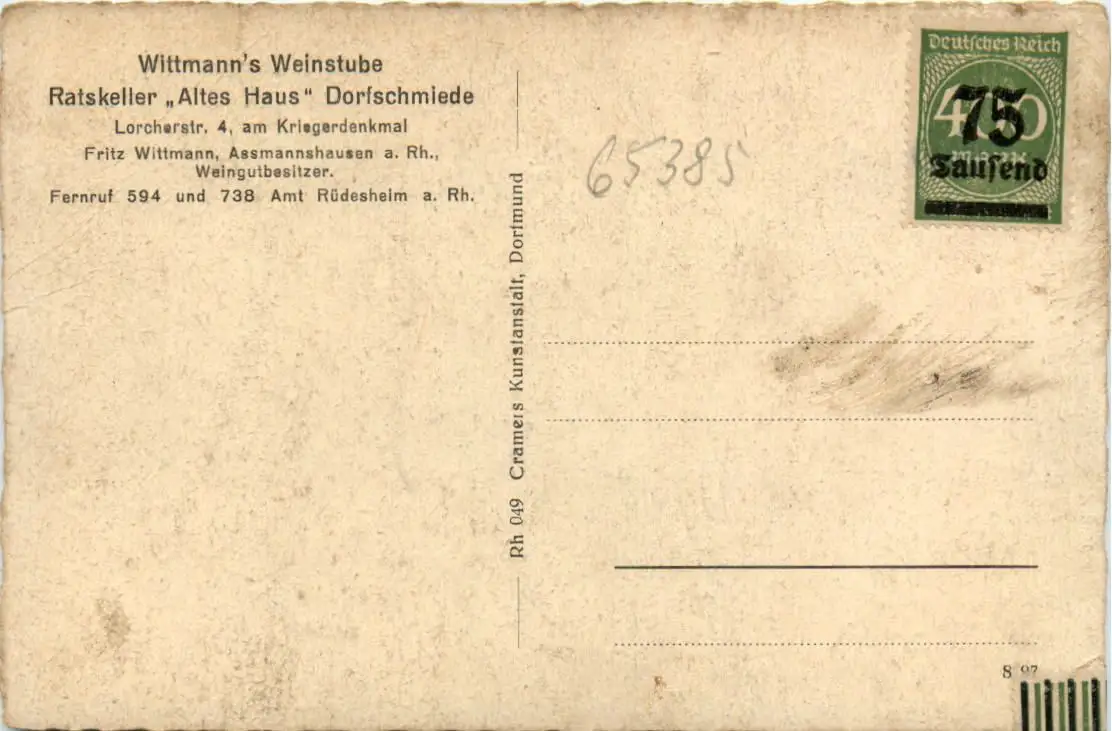 Wittmann's Weinstube
Ratskeller „Altes Haus" Dorfschmiede
Lorcherstr. 4, am Kriegerdenkmal
Fritz Wittmann, Assmannshausen a. Rh.,
Weingutbesitzer.
Fernruf 594 und 738 Amt Rüdesheim a. Rh.
Rh 049 Cramers Kunstanstalt, Dortmund
65385
Deutsches Reich
400
75
Tausend
S 97